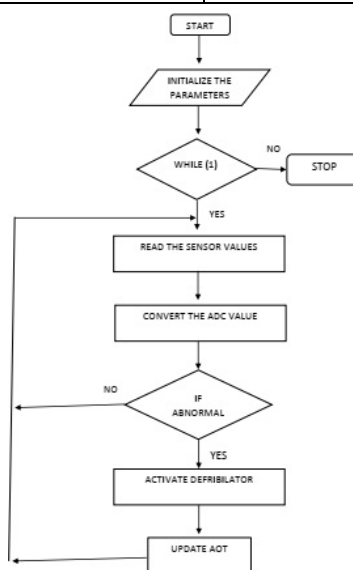 START
INITIALIZE THE
PARAMETERS
WHILE (1)
NO
STOP
YES
READ THE SENSOR VALUES
CONVERT THE ADC VALUE
NO
IF
ABNORMAL
YES
ACTIVATE DEFRIBILATOR
UPDATE AOT